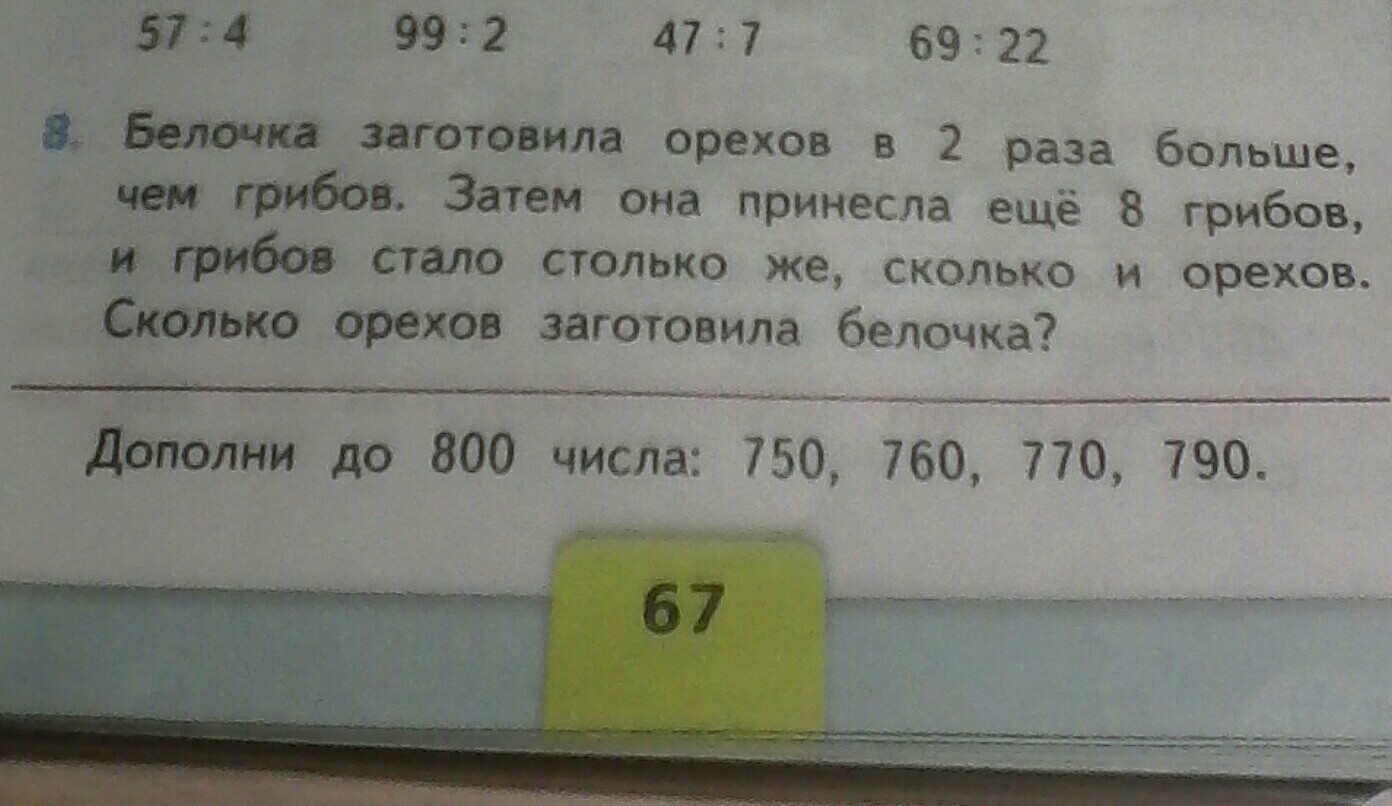 57 : 4 99 : 2 47 : 7 69 : 22
8. Белочка заготовила орехов в 2 раза больше,
чем грибов. Затем она принесла ещё 8 грибов,
и грибов стало столько же, сколько и орехов.
Сколько орехов заготовила белочка?
Дополни до 800 числа: 750, 760, 770, 790.
67